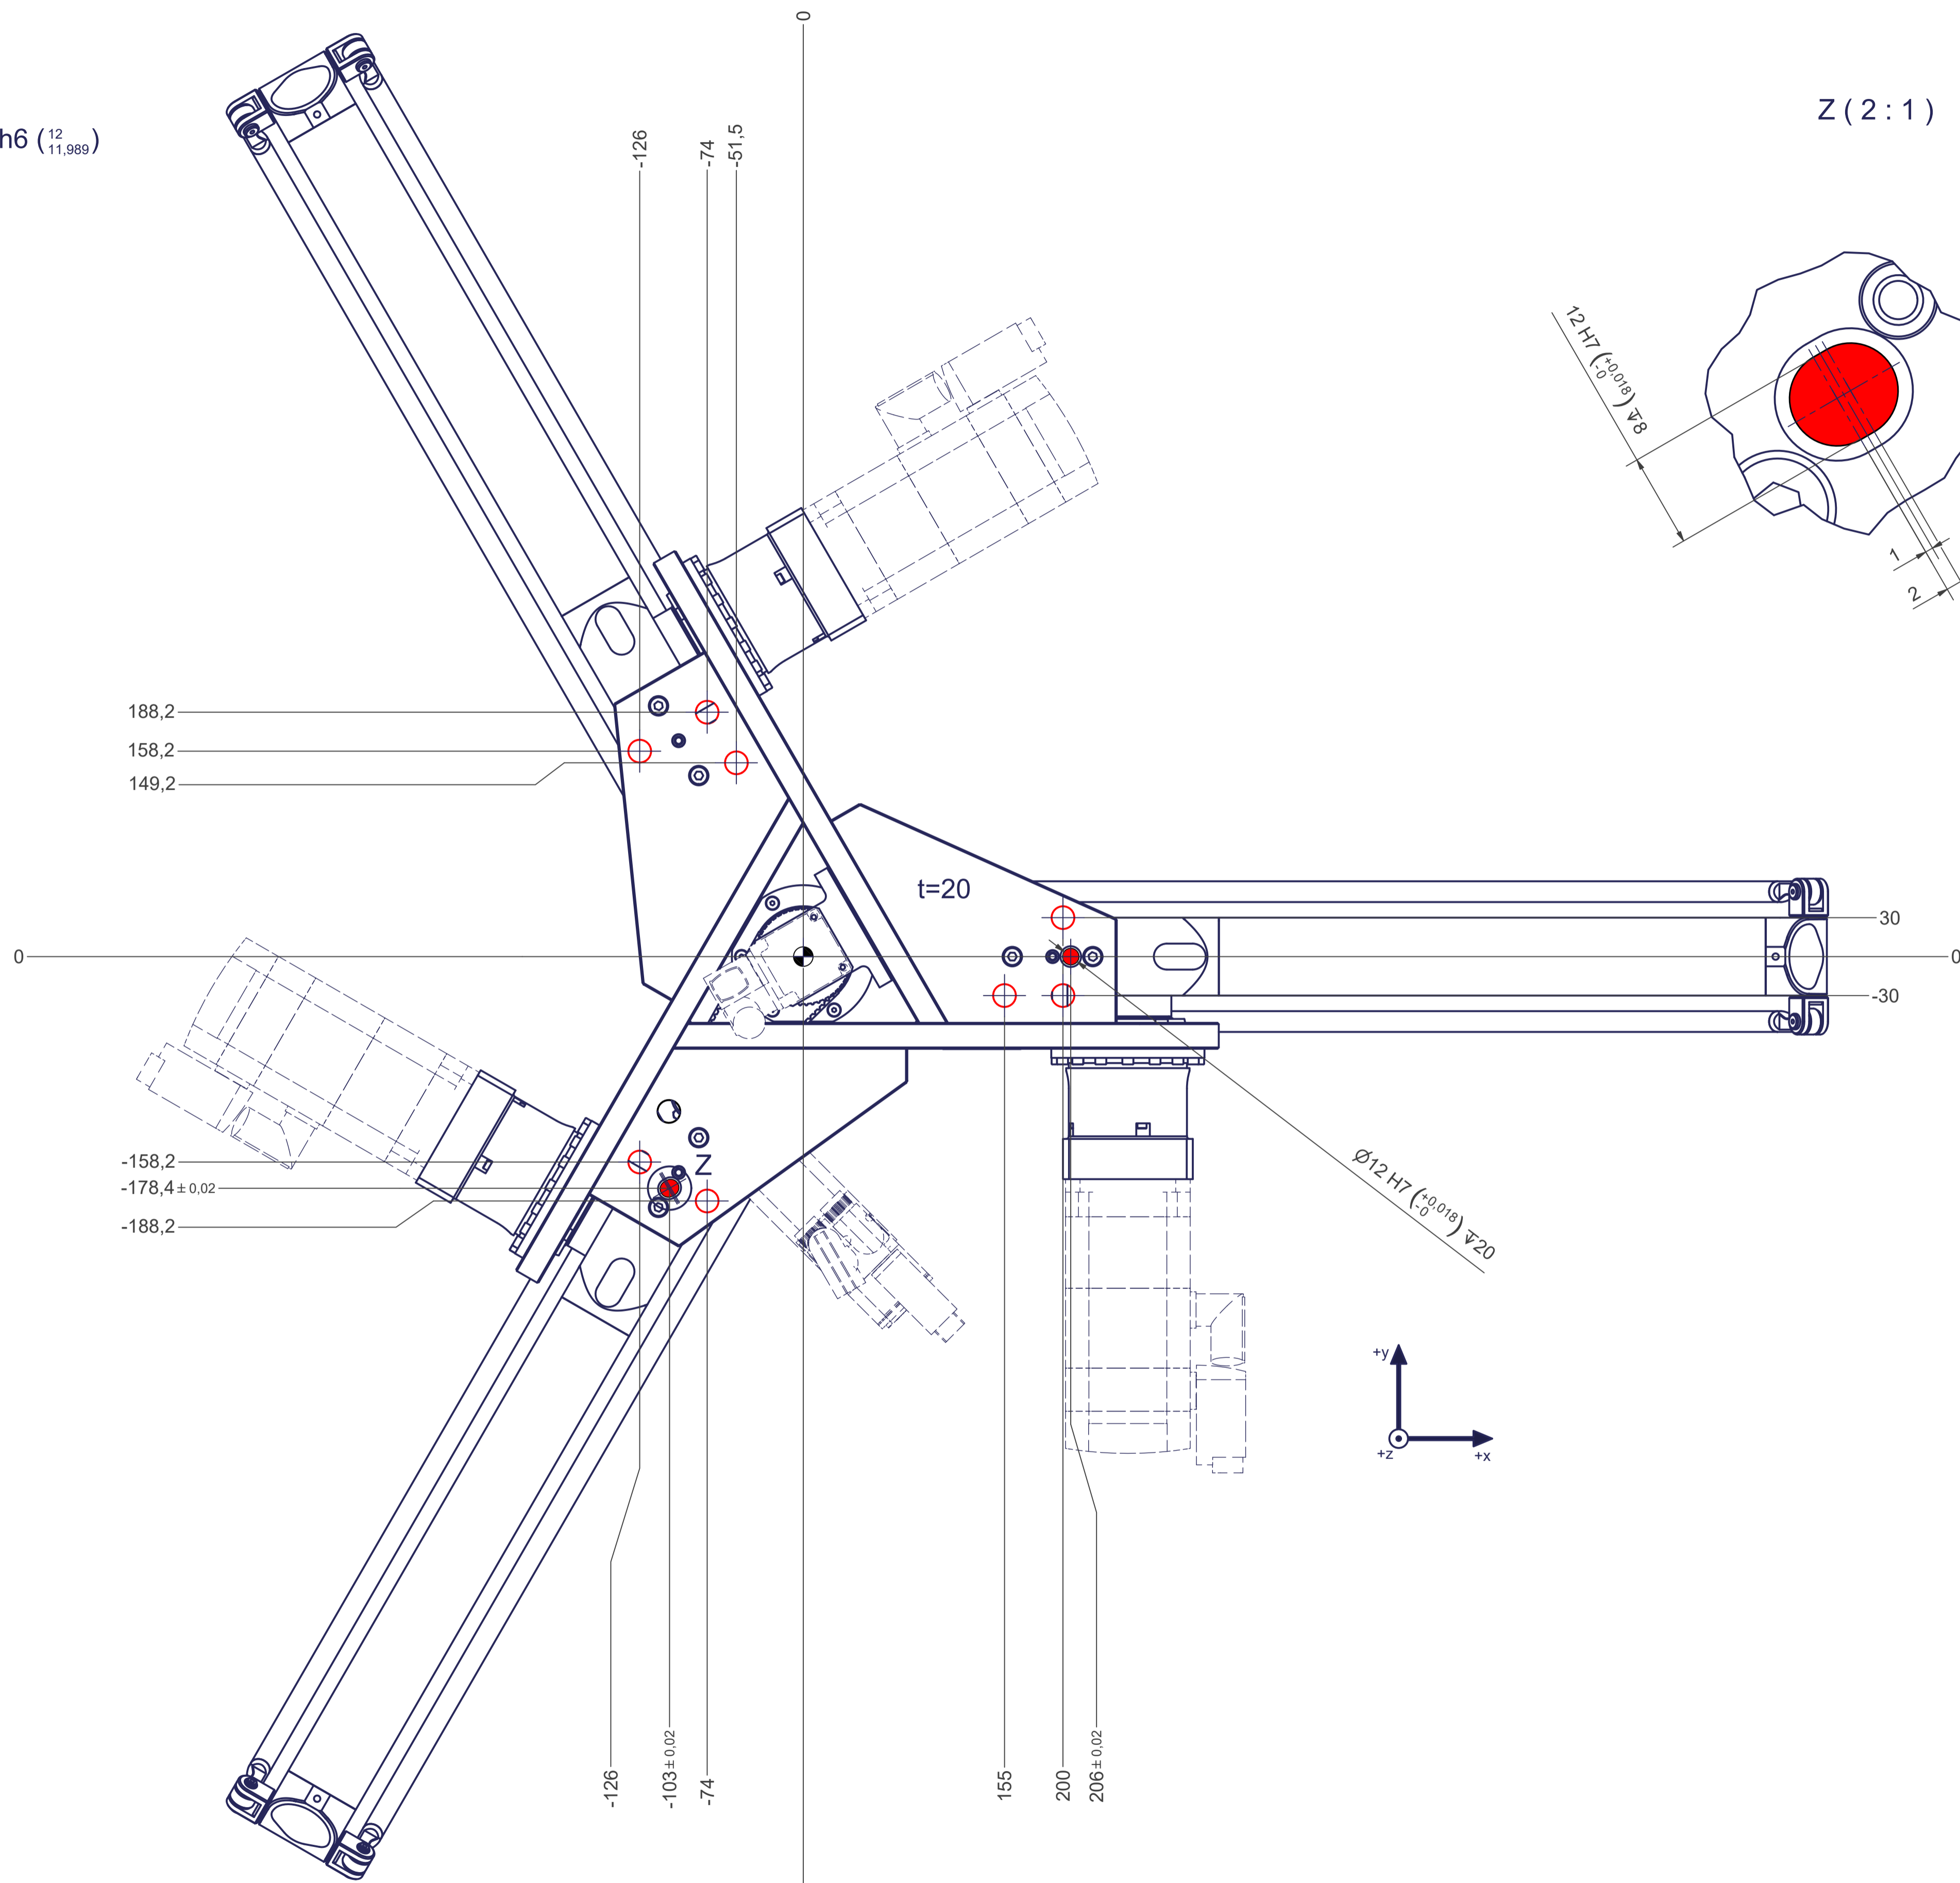 0
Z ( 2 : 1 )
h6 ( 12 11,989 )
-126
-74
-51,5
12 H7 ( +0,018 -0 ) ↧8
1
2
188,2
158,2
149,2
t=20
30
0
0
-30
-158,2
Z
-178,4 ± 0,02
-188,2
Ø12 H7 ( +0,018 -0 ) ↧20
+y
+z
+x
-126
-103 ± 0,02
-74
155
200
206 ± 0,02